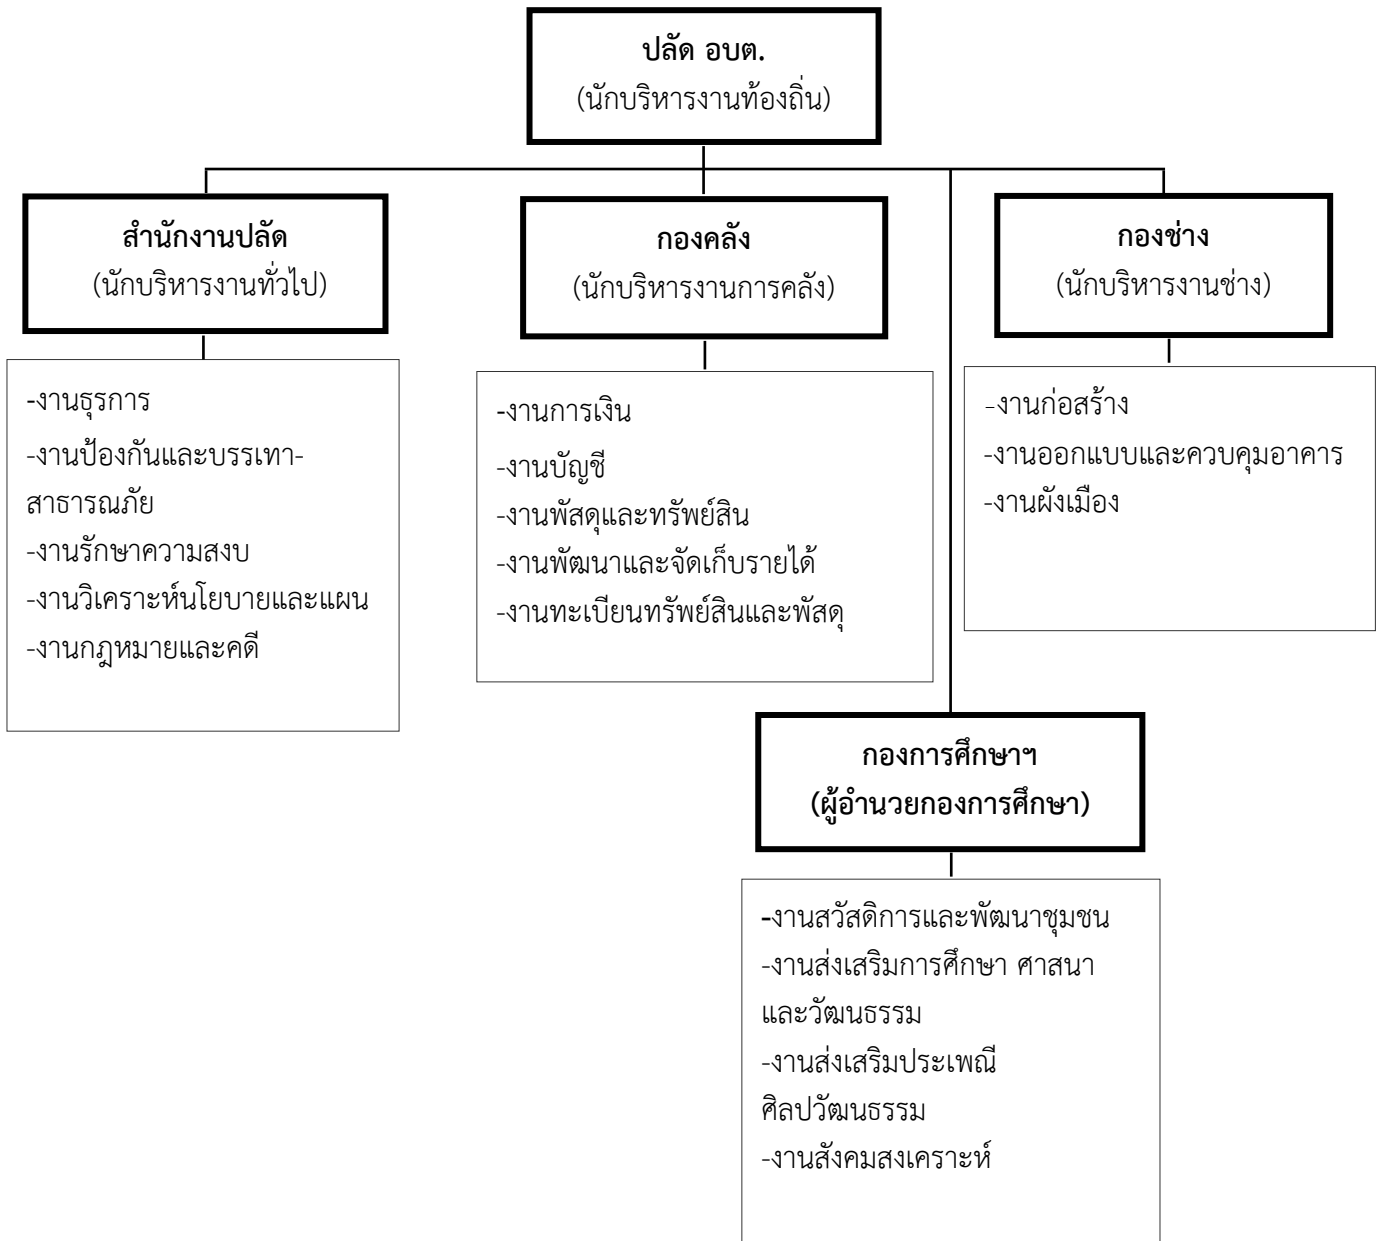 ปลัด อบต.
(นักบริหารงานท้องถิ่น)
สำนักงานปลัด
(นักบริหารงานทั่วไป)
กองคลัง
(นักบริหารงานการคลัง)
กองช่าง
(นักบริหารงานช่าง)
-งานธุรการ
-งานป้องกันและบรรเทา-
สาธารณภัย
-งานรักษาความสงบ
-งานวิเคราะห์นโยบายและแผน
-งานกฎหมายและคดี
-งานการเงิน
-งานบัญชี
-งานพัสดุและทรัพย์สิน
-งานพัฒนาและจัดเก็บรายได้
-งานทะเบียนทรัพย์สินและพัสดุ
-งานก่อสร้าง
-งานออกแบบและควบคุมอาคาร
-งานผังเมือง
กองการศึกษาฯ
(ผู้อำนวยกองการศึกษา)
-งานสวัสดิการและพัฒนาชุมชน
-งานส่งเสริมการศึกษา ศาสนา
และวัฒนธรรม
-งานส่งเสริมประเพณี
ศิลปวัฒนธรรม
-งานสังคมสงเคราะห์